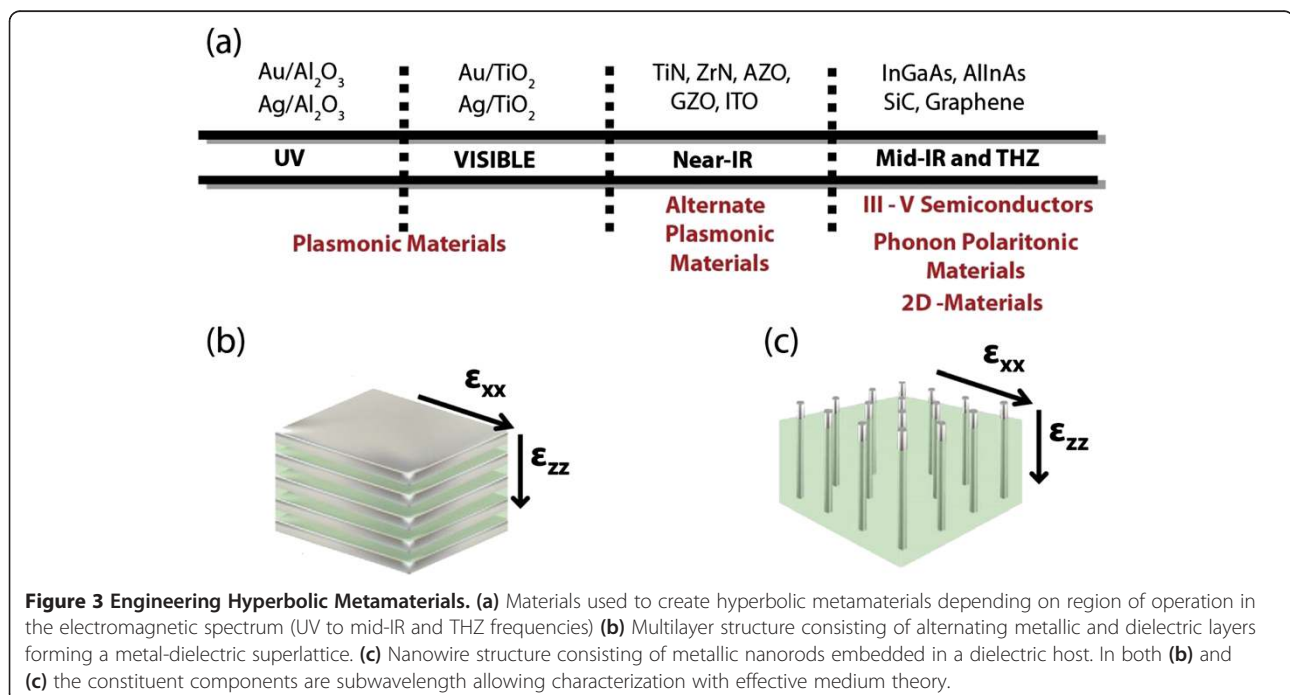 (a)
Au/Al₂O₃ Au/TiO₂ TiN, ZrN, AZO, InGaAs, AlInAs
Ag/Al₂O₃ Ag/TiO₂ GZO, ITO SiC, Graphene
UV VISIBLE Near-IR Mid-IR and THZ
Plasmonic Materials
Alternate
Plasmonic
Materials
III - V Semiconductors
Phonon Polaritonic
Materials
2D -Materials
(b)
εxx
εzz
(c)
εxx
εzz
Figure 3 Engineering Hyperbolic Metamaterials. (a) Materials used to create hyperbolic metamaterials depending on region of operation in
the electromagnetic spectrum (UV to mid-IR and THZ frequencies) (b) Multilayer structure consisting of alternating metallic and dielectric layers
forming a metal-dielectric superlattice. (c) Nanowire structure consisting of metallic nanorods embedded in a dielectric host. In both (b) and
(c) the constituent components are subwavelength allowing characterization with effective medium theory.